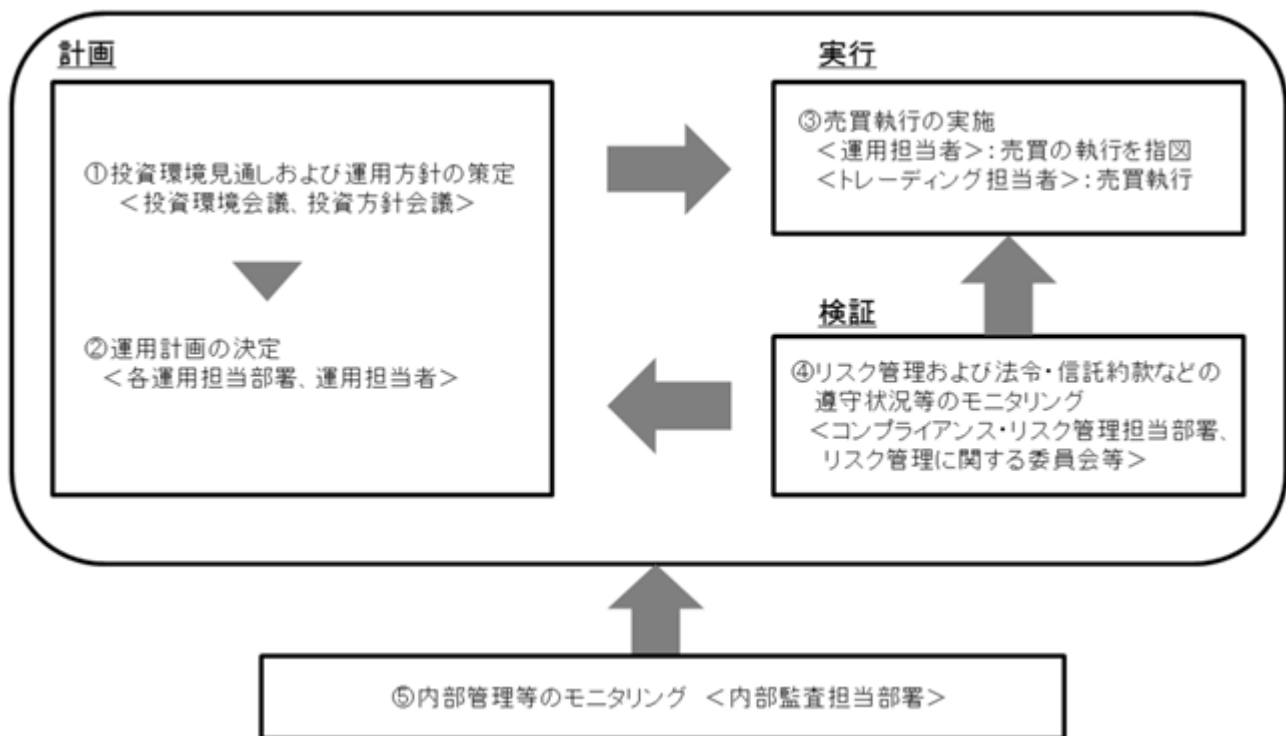 計画
①投資環境見通しおよび運用方針の策定
＜投資環境会議、投資方針会議＞
②運用計画の決定
＜各運用担当部署、運用担当者＞
実行
③売買執行の実施
＜運用担当者＞：売買の執行を指図
＜トレーディング担当者＞：売買執行
検証
④リスク管理および法令・信託約款などの
遵守状況等のモニタリング
＜コンプライアンス・リスク管理担当部署、
リスク管理に関する委員会等＞
⑤内部管理等のモニタリング ＜内部監査担当部署＞